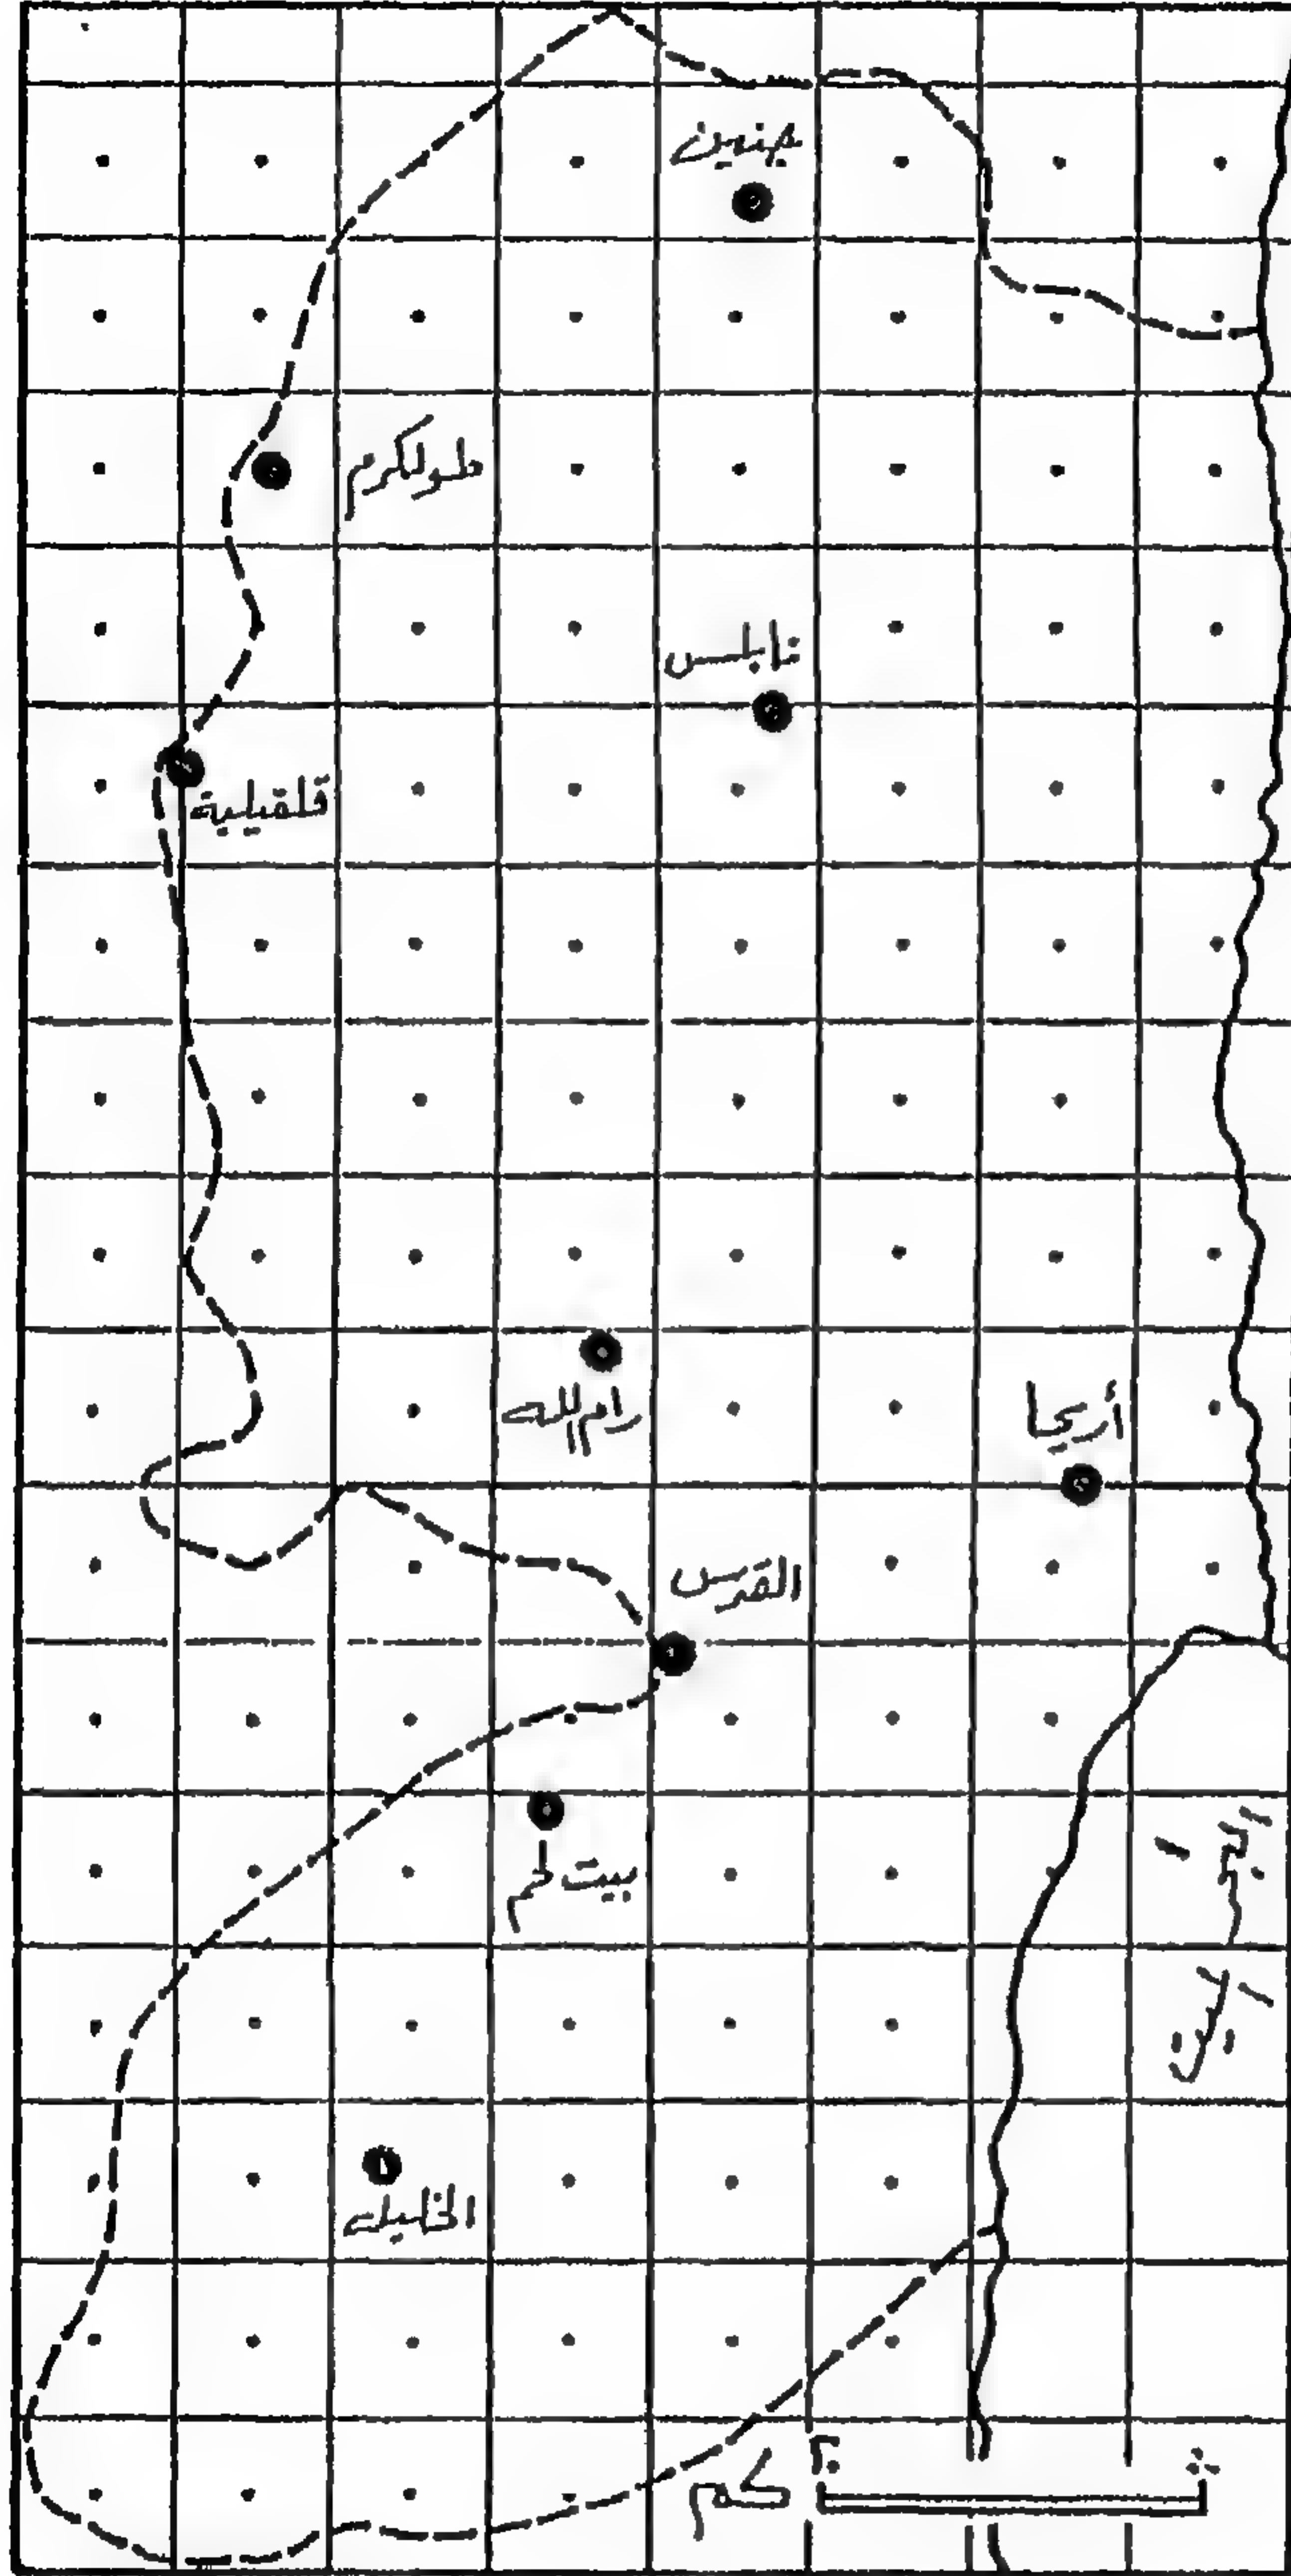 جنين
طولكرم
نابلس
قلقيلية
رام الله
أريحا
القدس
بيت لحم
البحر الميت
الخليل
كم ٢٠